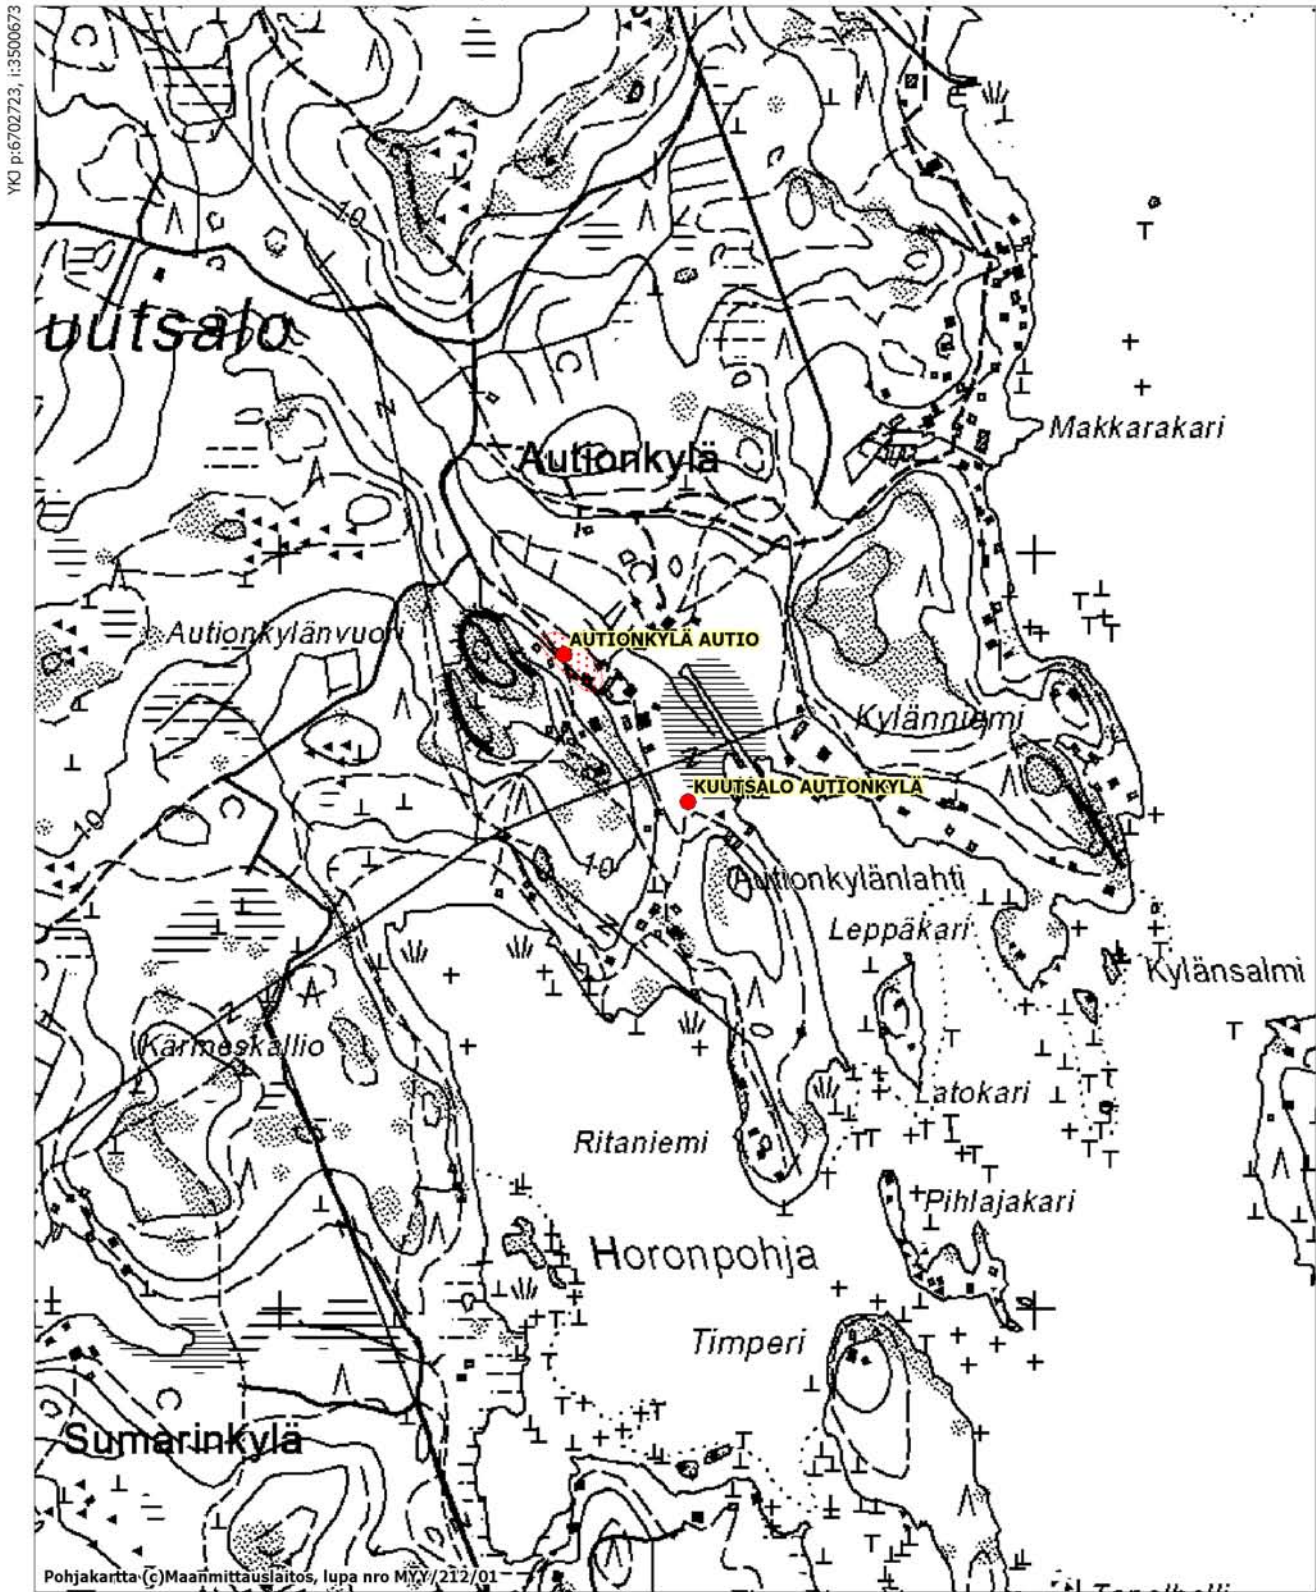 YKJ p:6702723, i:3500673
10
uutsalo
Makkarakari
Autionkylä
Autionkylänvuori
AUTIONKYLÄ AUTIO
Kylänniemi
KUUTSALO AUTIONKYLÄ
10
10
Autionkylänlahti
Leppäkari
Kylänsalmi
Kärmeskallio
Latokari
Ritaniemi
Pihlajakari
Horonpohja
Timperi
Sumarinkylä
Pohjakartta (c)Maanmittauslaitos, lupa nro MYY/212/01